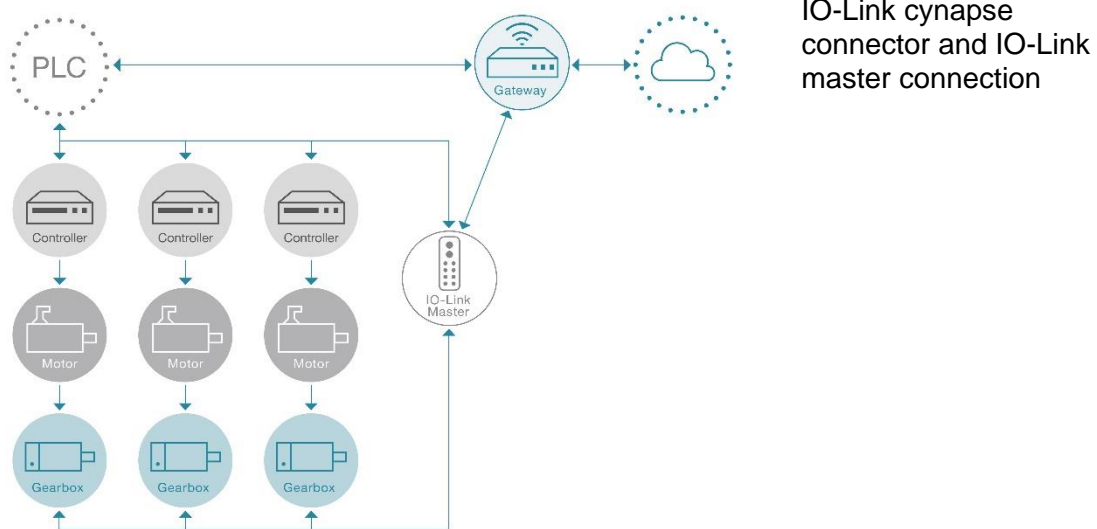 IO-Link cynapse
connector and IO-Link
master connection
PLC
Gateway
Controller
Controller
Controller
IO-Link
Master
Motor
Motor
Motor
Gearbox
Gearbox
Gearbox